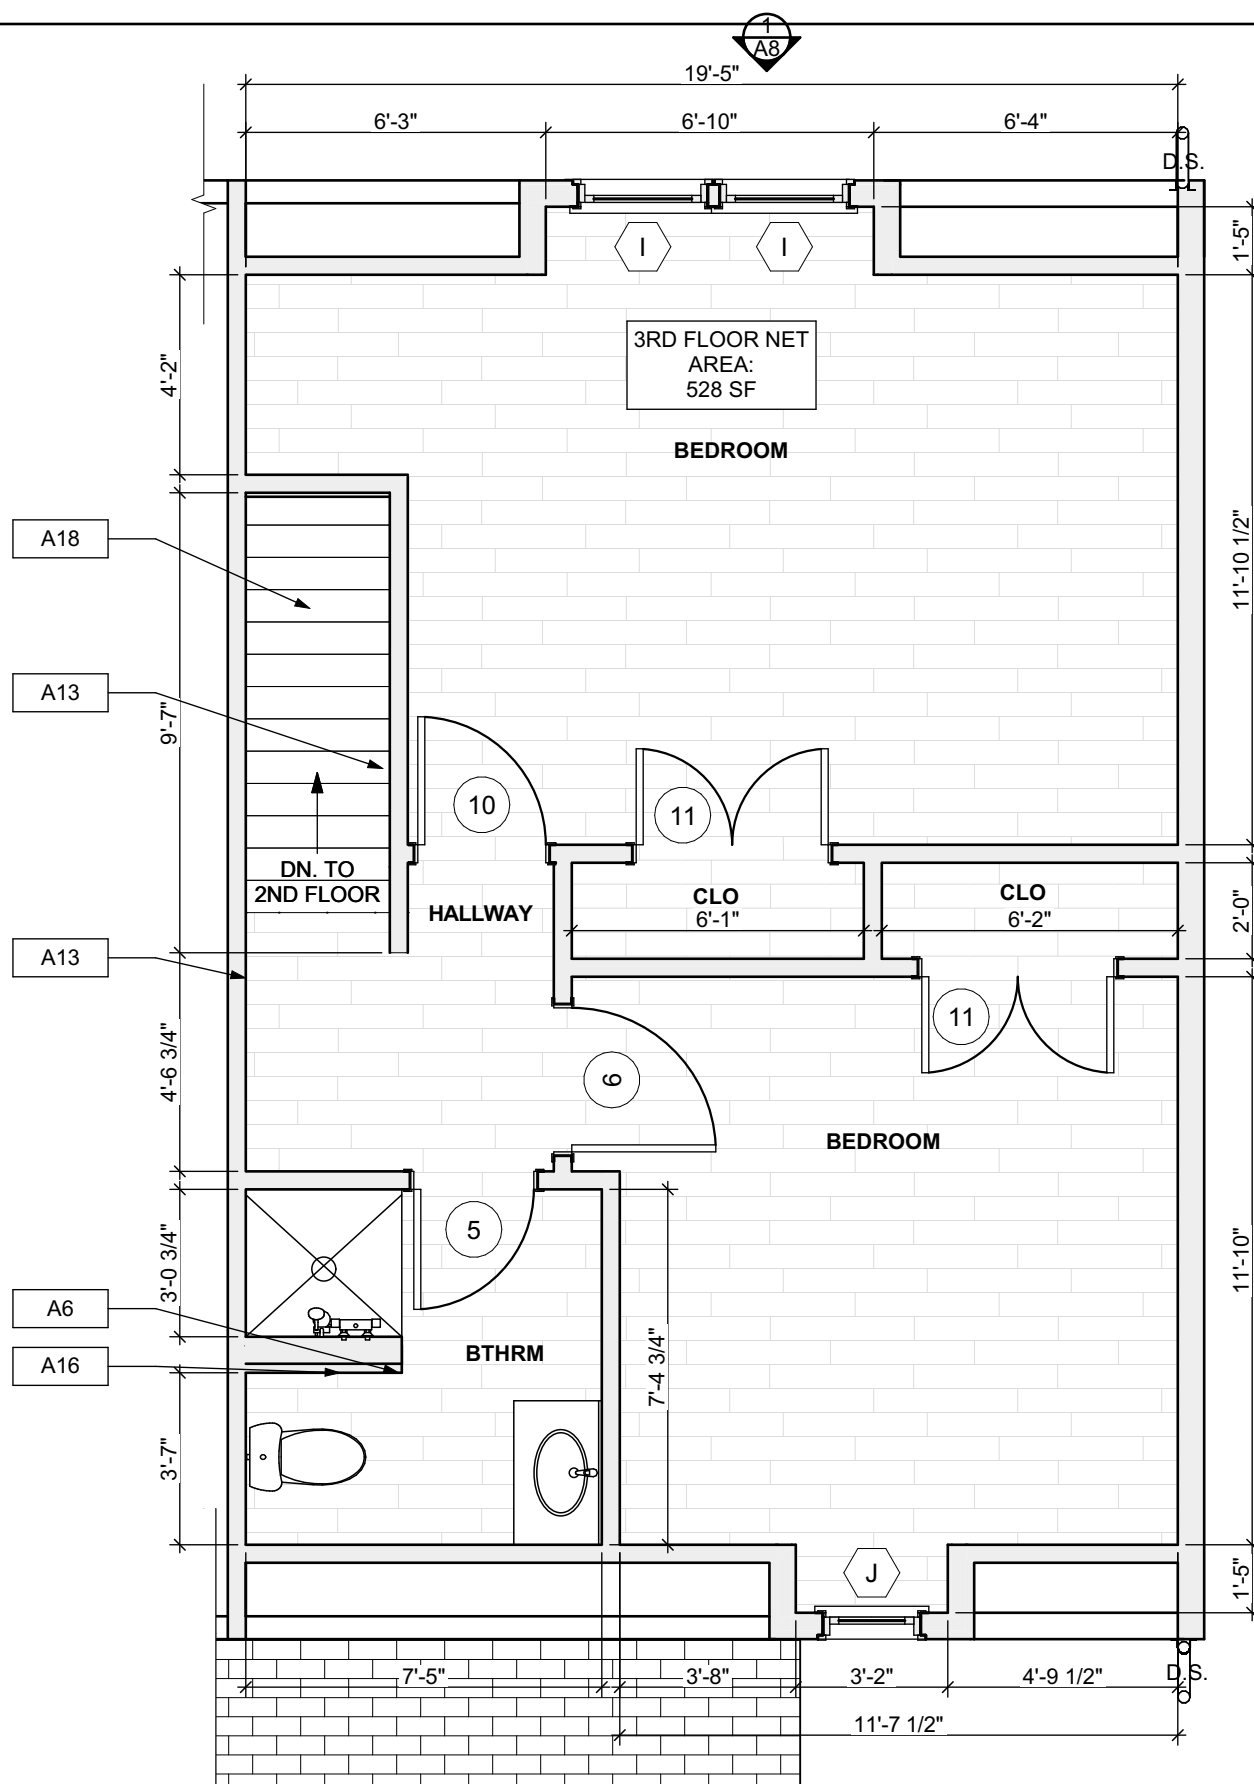 1
A8
19'-5"
6'-3"
6'-10"
6'-4"
D.S.
I
I
1'-5"
3RD FLOOR NET
AREA:
528 SF
4'-2"
BEDROOM
A18
11'-10 1/2"
A13
9'-7"
10
11
DN. TO
2ND FLOOR
HALLWAY
CLO
6'-1"
CLO
6'-2"
2'-0"
A13
11
4'-6 3/4"
6
BEDROOM
5
3'-0 3/4"
11'-10"
A6
A16
BTHRM
7'-4 3/4"
3'-7"
J
1'-5"
7'-5"
3'-8"
3'-2"
4'-9 1/2"
D.S.
11'-7 1/2"